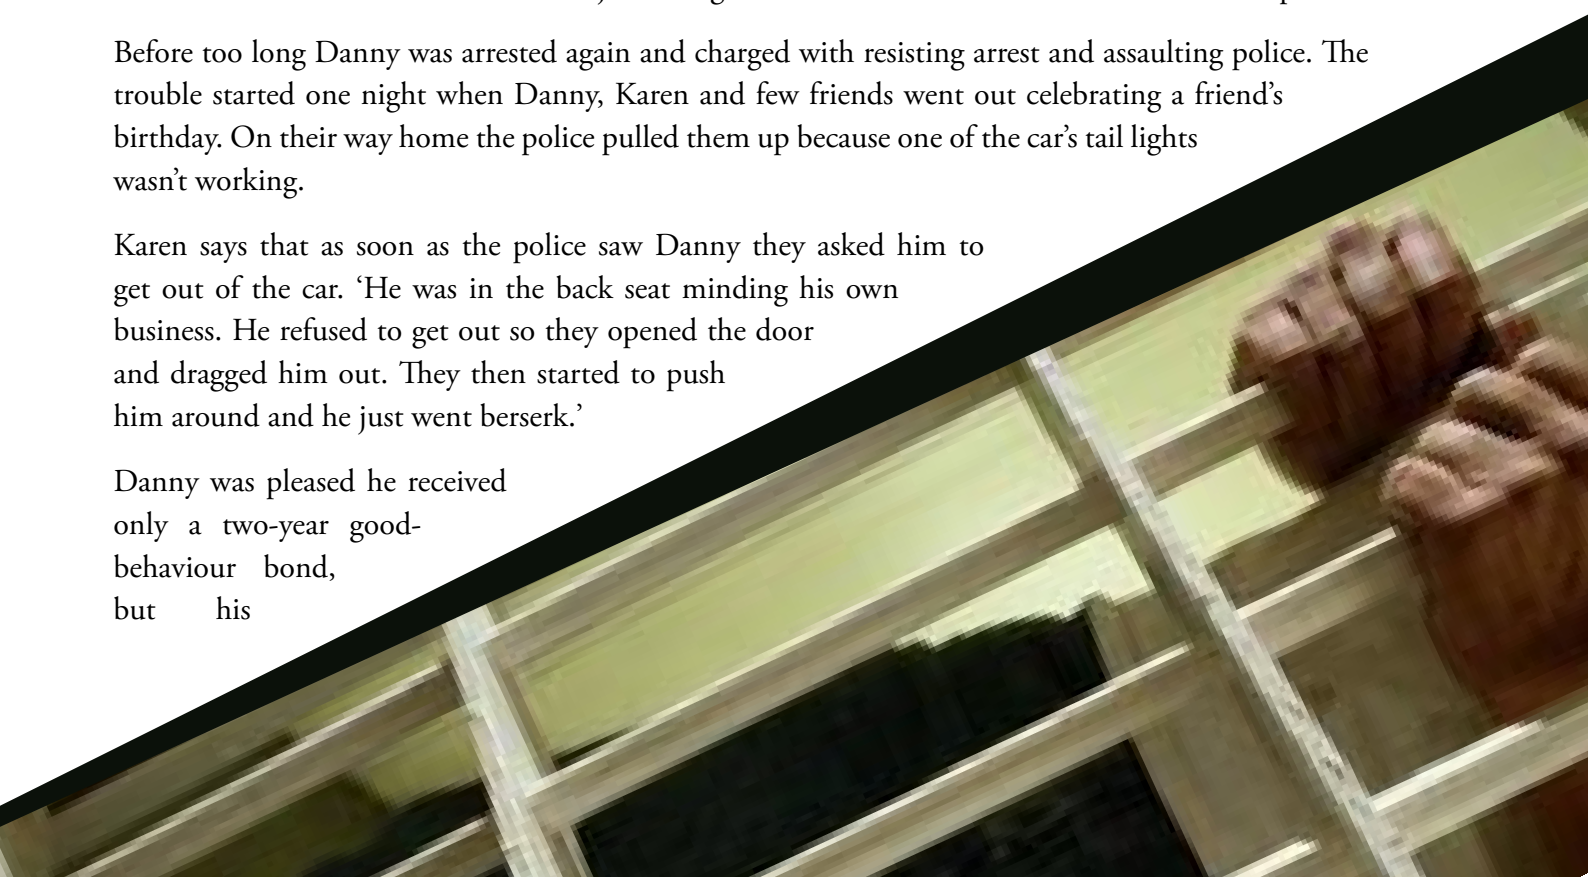 Before too long Danny was arrested again and charged with resisting arrest and assaulting police. The
trouble started one night when Danny, Karen and few friends went out celebrating a friend’s
birthday. On their way home the police pulled them up because one of the car’s tail lights
wasn’t working.
Karen says that as soon as the police saw Danny they asked him to
get out of the car. ‘He was in the back seat minding his own
business. He refused to get out so they opened the door
and dragged him out. They then started to push
him around and he just went berserk.’
Danny was pleased he received
only a two-year good-
behaviour bond,
but his